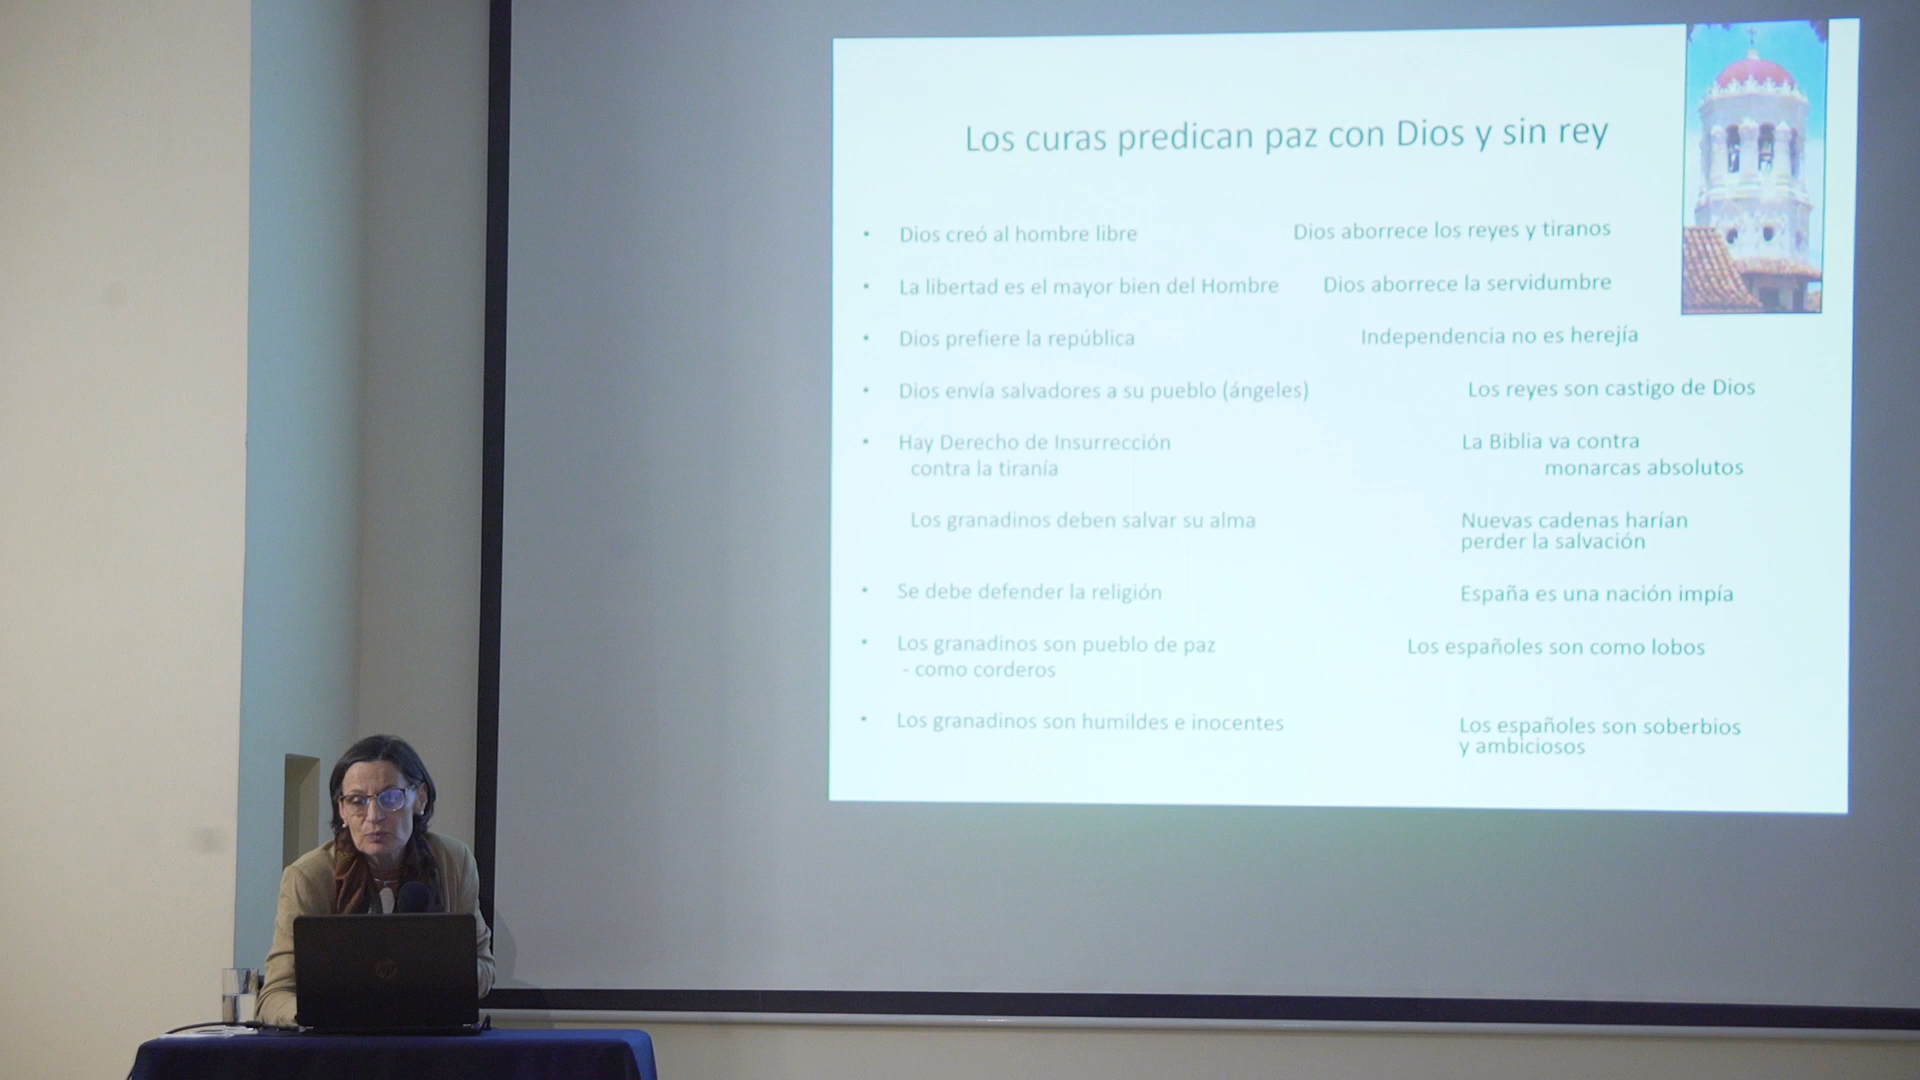 Los curas predican paz con Dios y sin rey
• Dios creó al hombre libre Dios aborrece los reyes y tiranos
• La libertad es el mayor bien del Hombre Dios aborrece la servidumbre
• Dios prefiere la república Independencia no es herejía
• Dios envía salvadores a su pueblo (ángeles) Los reyes son castigo de Dios
• Hay Derecho de Insurrección La Biblia va contra
contra la tiranía monarcas absolutos
Los granadinos deben salvar su alma Nuevas cadenas harían
perder la salvación
• Se debe defender la religión España es una nación impía
• Los granadinos son pueblo de paz Los españoles son como lobos
- como corderos
• Los granadinos son humildes e inocentes Los españoles son soberbios
y ambiciosos
hp